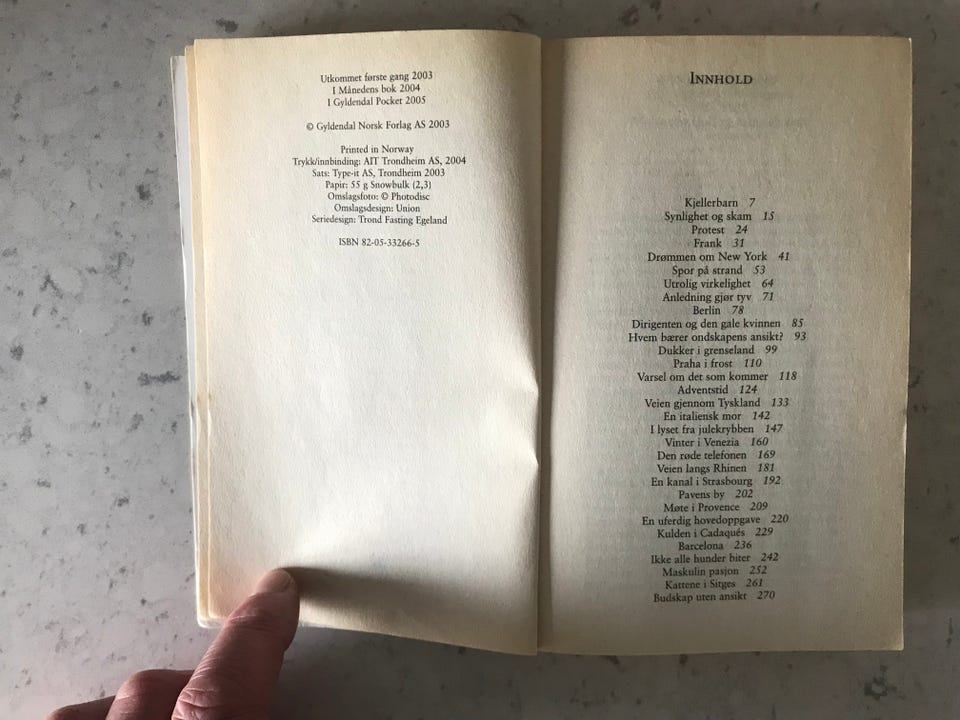 Utkommet første gang 2003
I Månedens bok 2004
I Gyldendal Pocket 2005
© Gyldendal Norsk Forlag AS 2003
Printed in Norway
Trykk/innbinding: AIT Trondheim AS, 2004
Sats: Type-it AS, Trondheim 2003
Papir: 55 g Snowbulk (2,3)
Omslagsfoto: © Photodisc
Omslagsdesign: Union
Seriedesign: Trond Fasting Egeland
ISBN 82-05-33266-5
INNHOLD
Kjellerbarn 7
Synlighet og skam 15
Protest 24
Frank 31
Drømmen om New York 41
Spor på strand 53
Utrolig virkelighet 64
Anledning gjør tyv 71
Berlin 78
Dirigenten og den gale kvinnen 85
Hvem bærer ondskapens ansikt? 93
Dukker i grenseland 99
Praha i frost 110
Varsel om det som kommer 118
Adventstid 124
Veien gjennom Tyskland 133
En italiensk mor 142
I lyset fra julekrybben 147
Vinter i Venezia 160
Den røde telefonen 169
Veien langs Rhinen 181
En kanal i Strasbourg 192
Pavens by 202
Møte i Provence 209
En uferdig hovedoppgave 220
Kulden i Cadaqués 229
Barcelona 236
Ikke alle hunder biter 242
Maskulin pasjon 252
Kattene i Sitges 261
Budskap uten ansikt 270